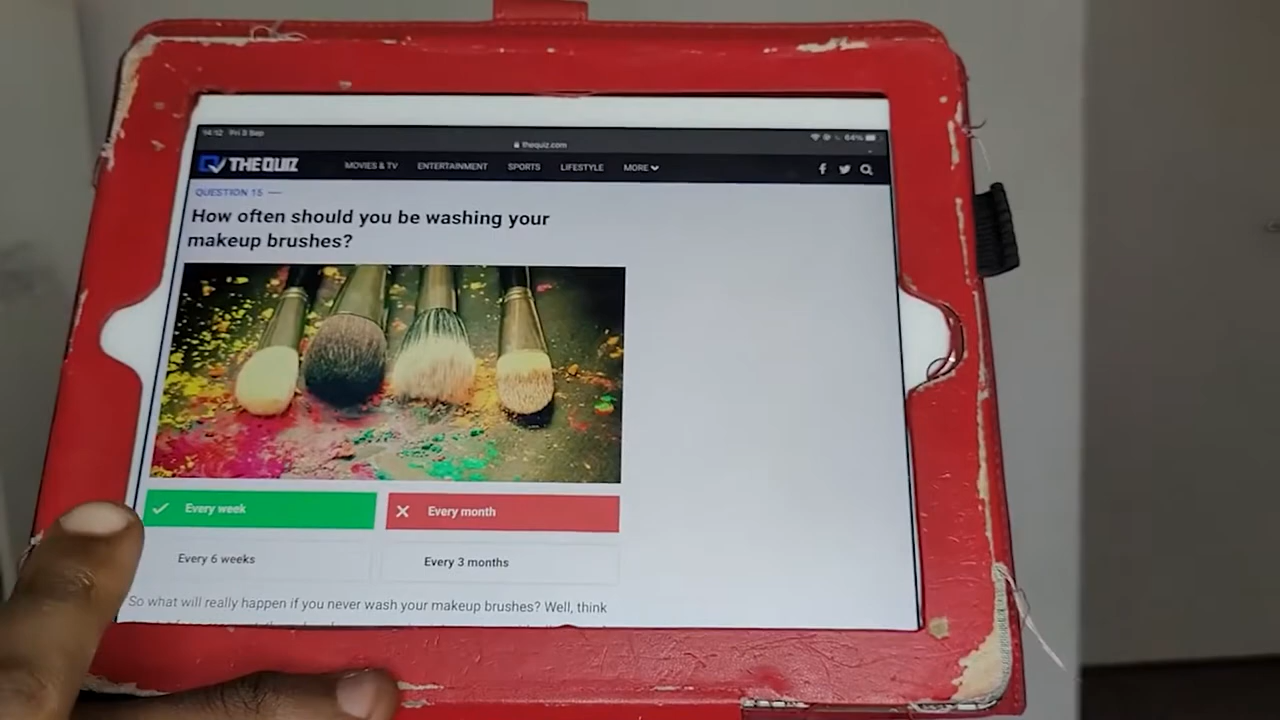 14:12 Fri 3 Sep
64%
thequiz.com
THEQUIZ MOVIES & TV ENTERTAINMENT SPORTS LIFESTYLE MORE
QUESTION 15
How often should you be washing your
makeup brushes?
Every week
Every month
Every 6 weeks
Every 3 months
So what will really happen if you never wash your makeup brushes? Well, think